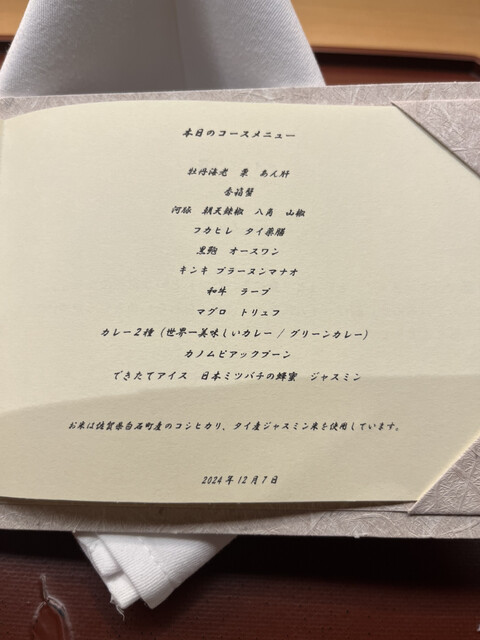 本日のコースメニュー
牡丹海老 栗 あん肝
香箱蟹
河豚 朝天辣椒 八角 山椒
フカヒレ タイ薬膳
黒鮑 オースワン
キンキ プラーヌンマナオ
和牛 ラープ
マグロ トリュフ
カレー2種(世界一美味しいカレー / グリーンカレー)
カノムピアックプーン
できたてアイス 日本ミツバチの蜂蜜 ジャスミン
お米は佐賀県白石町産のコシヒカリ、タイ産ジャスミン米を使用しています。
2024年12月7日